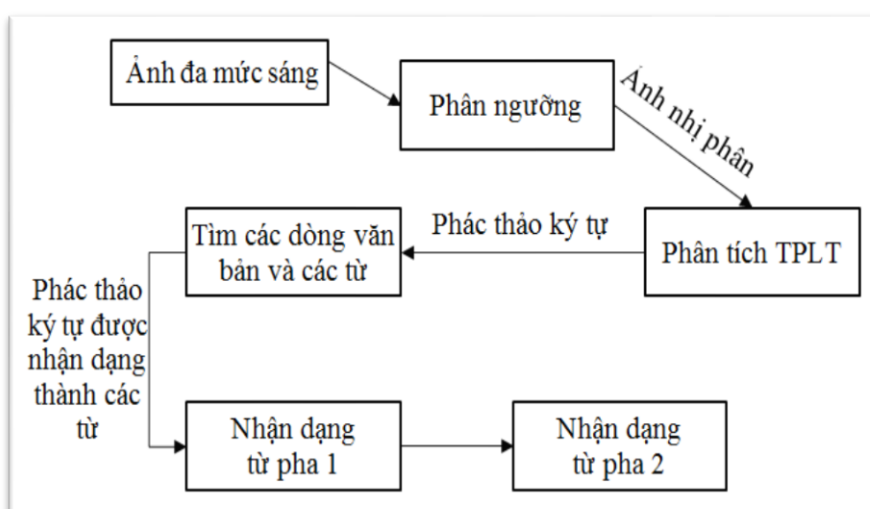 Ảnh đa mức sáng
Phân ngưỡng
Ảnh nhị phân
Phân tích TPLT
Phác thảo ký tự
Tìm các dòng văn
bản và các từ
Phác thảo
ký tự được
nhận dạng
thành các
từ
Nhận dạng
từ pha 1
Nhận dạng
từ pha 2